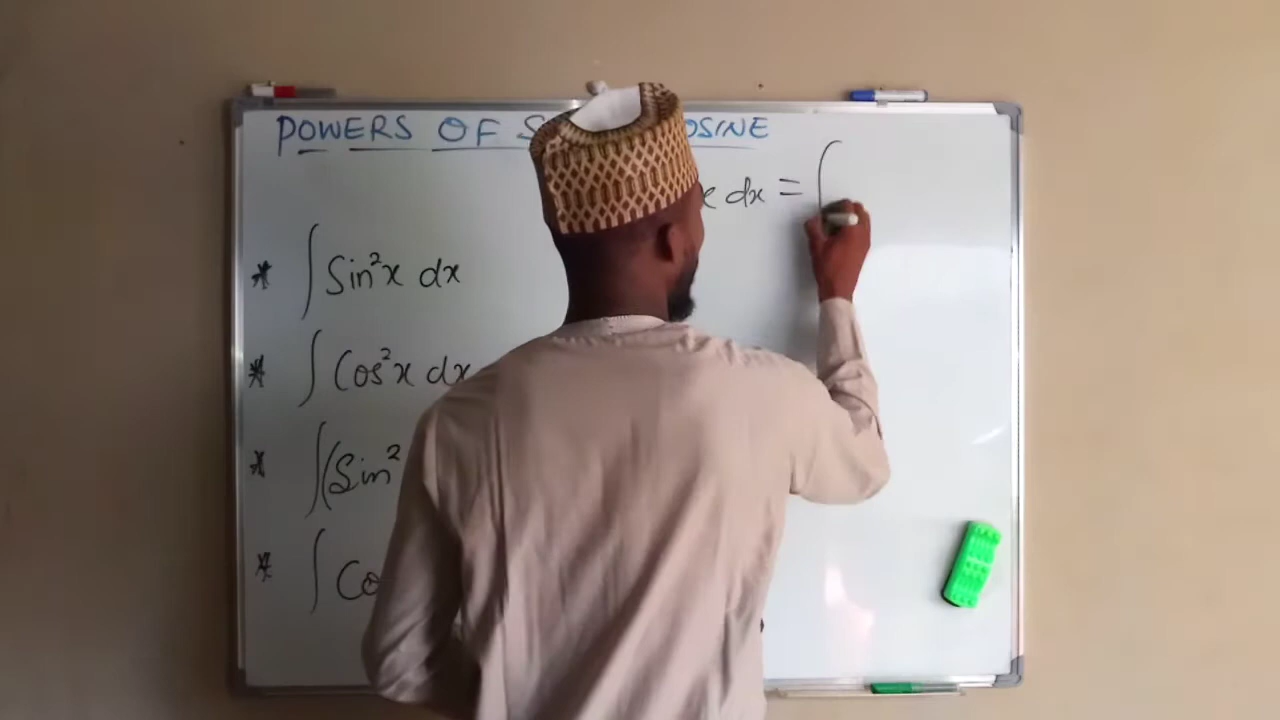 POWERS OF S OSINE
x dx = ∫
* ∫ Sin²x dx
* ∫ Cos²x dx
* ∫(Sin²
* ∫ Co